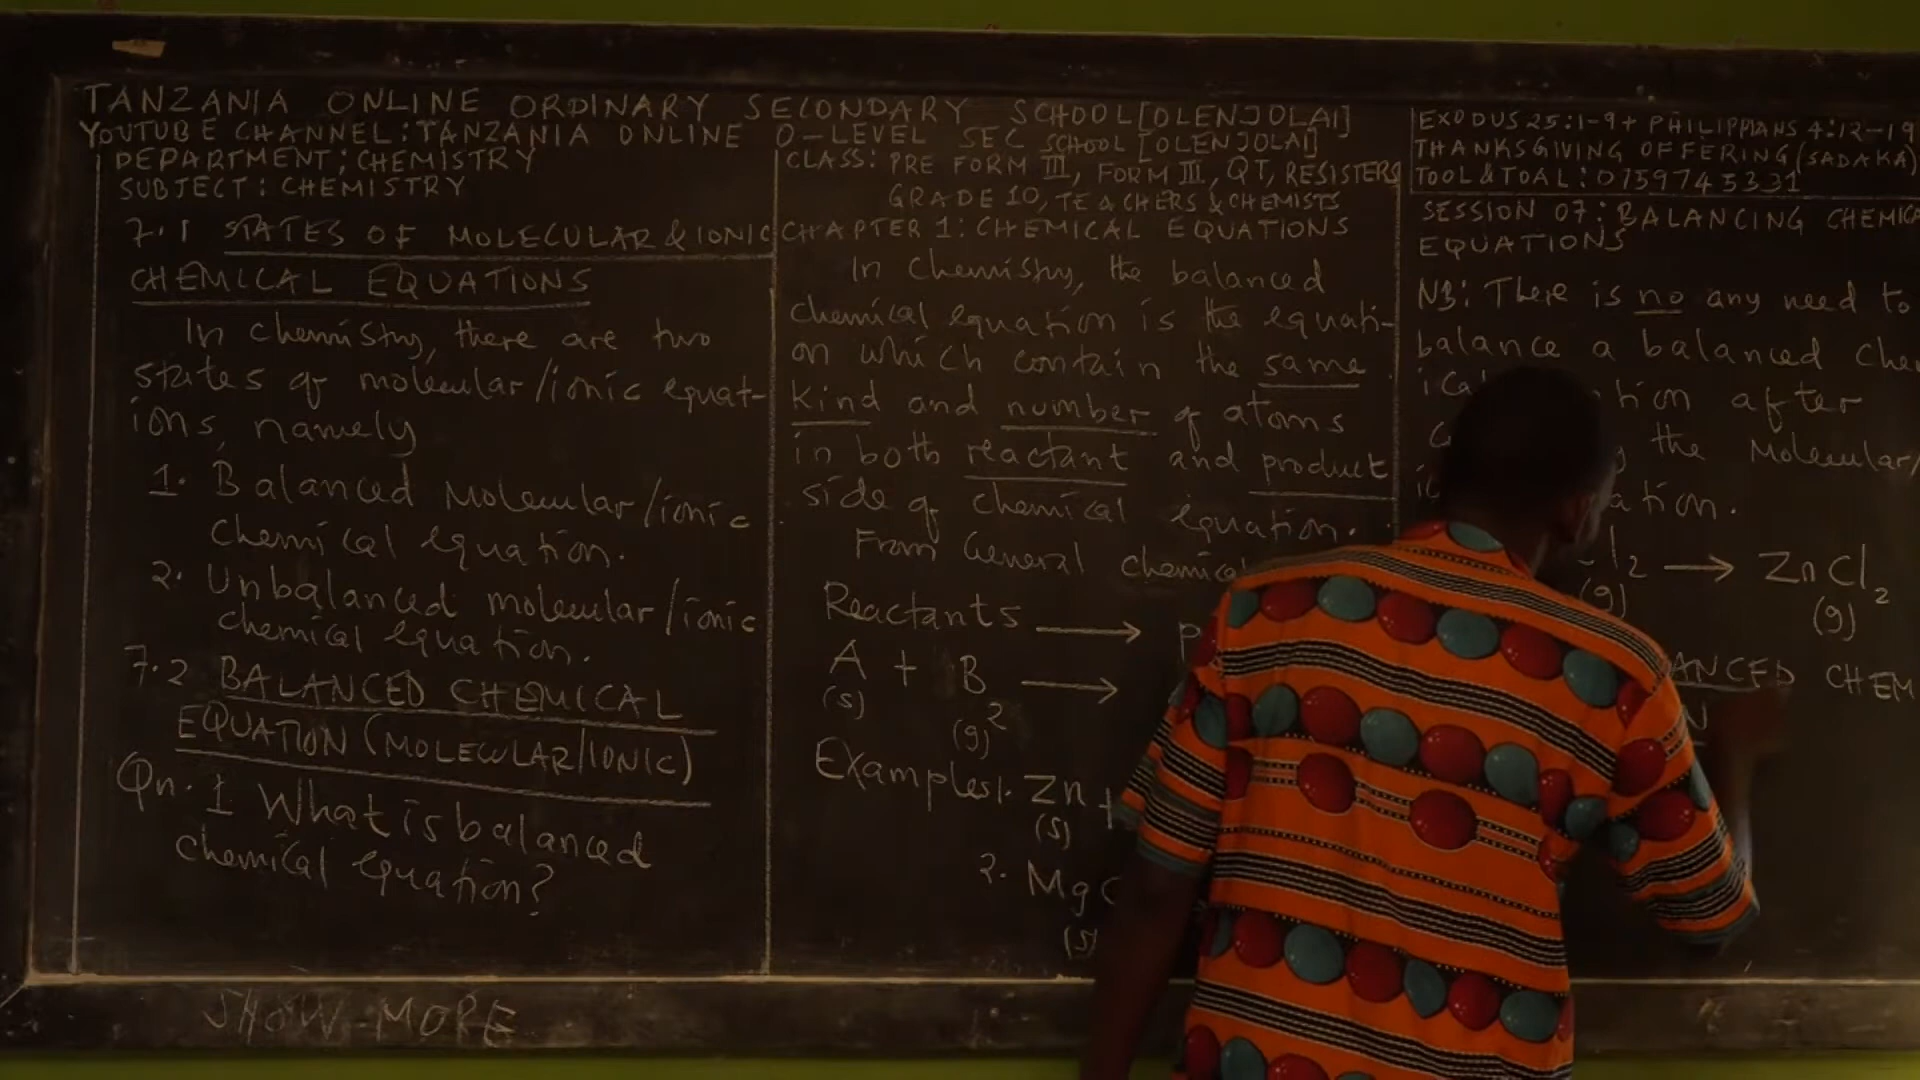 TANZANIA ONLINE ORDINARY SECONDARY SCHOOL[OLENJOLAI]
YOUTUBE CHANNEL: TANZANIA ONLINE O-LEVEL SEC SCHOOL [OLENJOLAI]
DEPARTMENT: CHEMISTRY
SUBJECT: CHEMISTRY
7.1 STATES OF MOLECULAR & IONIC
CHEMICAL EQUATIONS
In chemistry, there are two
states of molecular/ionic equat-
ions, namely
1. Balanced molecular/ionic
chemical equation.
2. Unbalanced molecular/ionic
chemical equation.
7.2 BALANCED CHEMICAL
EQUATION (MOLECULAR/IONIC)
Qn. 1 What is balanced
chemical equation?
SHOW MORE
CLASS: PRE FORM III, FORM III, QT, RESISTERS
GRADE 10, TEACHERS & CHEMISTS
CHAPTER 1: CHEMICAL EQUATIONS
In chemistry, the balanced
chemical equation is the equati-
on which contain the same
kind and number of atoms
in both reactant and product
side of chemical equation.
From General
Reactants →
A + B →
(s) (g)2
Examples 1. Zn +
(s)
2. Mg
(s)
EXODUS 25:1-9 + PHILIPPIANS 4:12-19
THANKSGIVING OFFERING (SADAKA)
TOOL & TOAL: 0759745331
SESSION 07: BALANCING
EQUATIONS
NB: There is no any need to
balance a balanced
after
the Molecular/
→ ZnCl2
(g) (g)